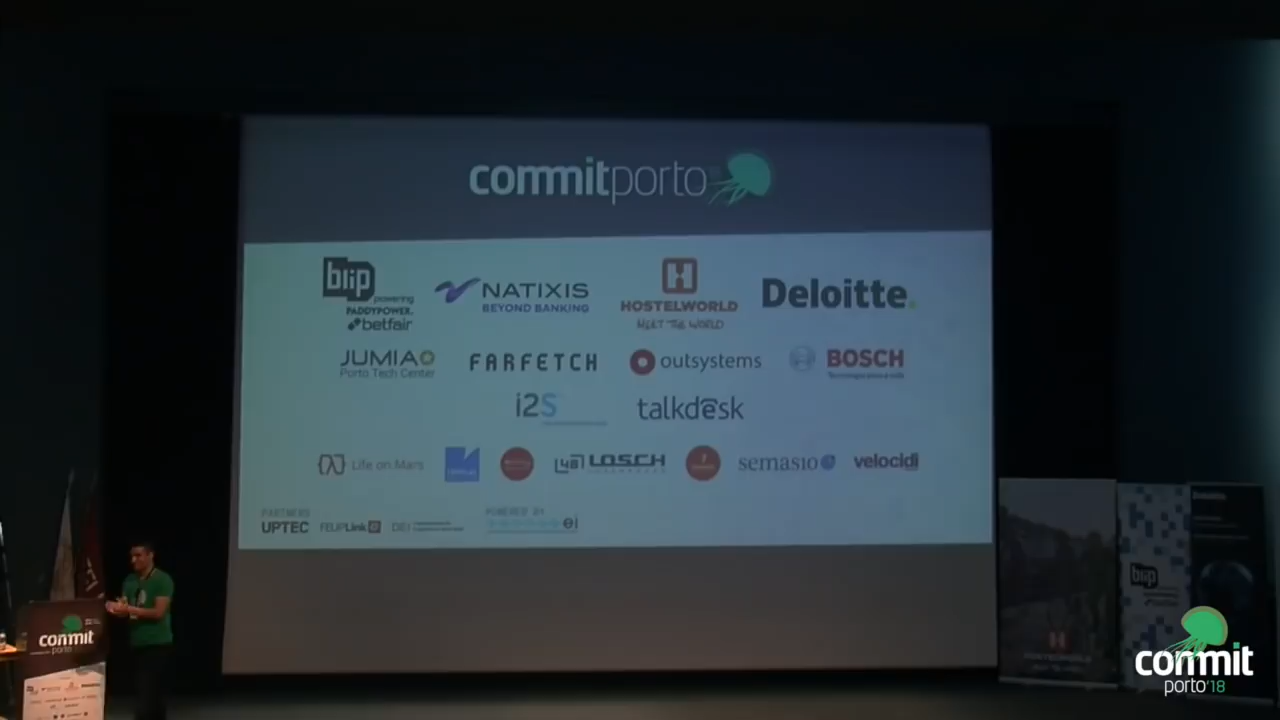 commitporto
blip
powering
PADDYPOWER.
betfair
NATIXIS
BEYOND BANKING
H
HOSTELWORLD
MEET THE WORLD
Deloitte.
JUMIA
Porto Tech Center
FARFETCH
outsystems
BOSCH
i2S
talkdesk
Life on Mars
LOSCH
semasio
velocidi
PARTNERS
UPTEC
FEUPLink
DEI
POWERED BY
ei
commit
porto
blip
H
commit
porto'18